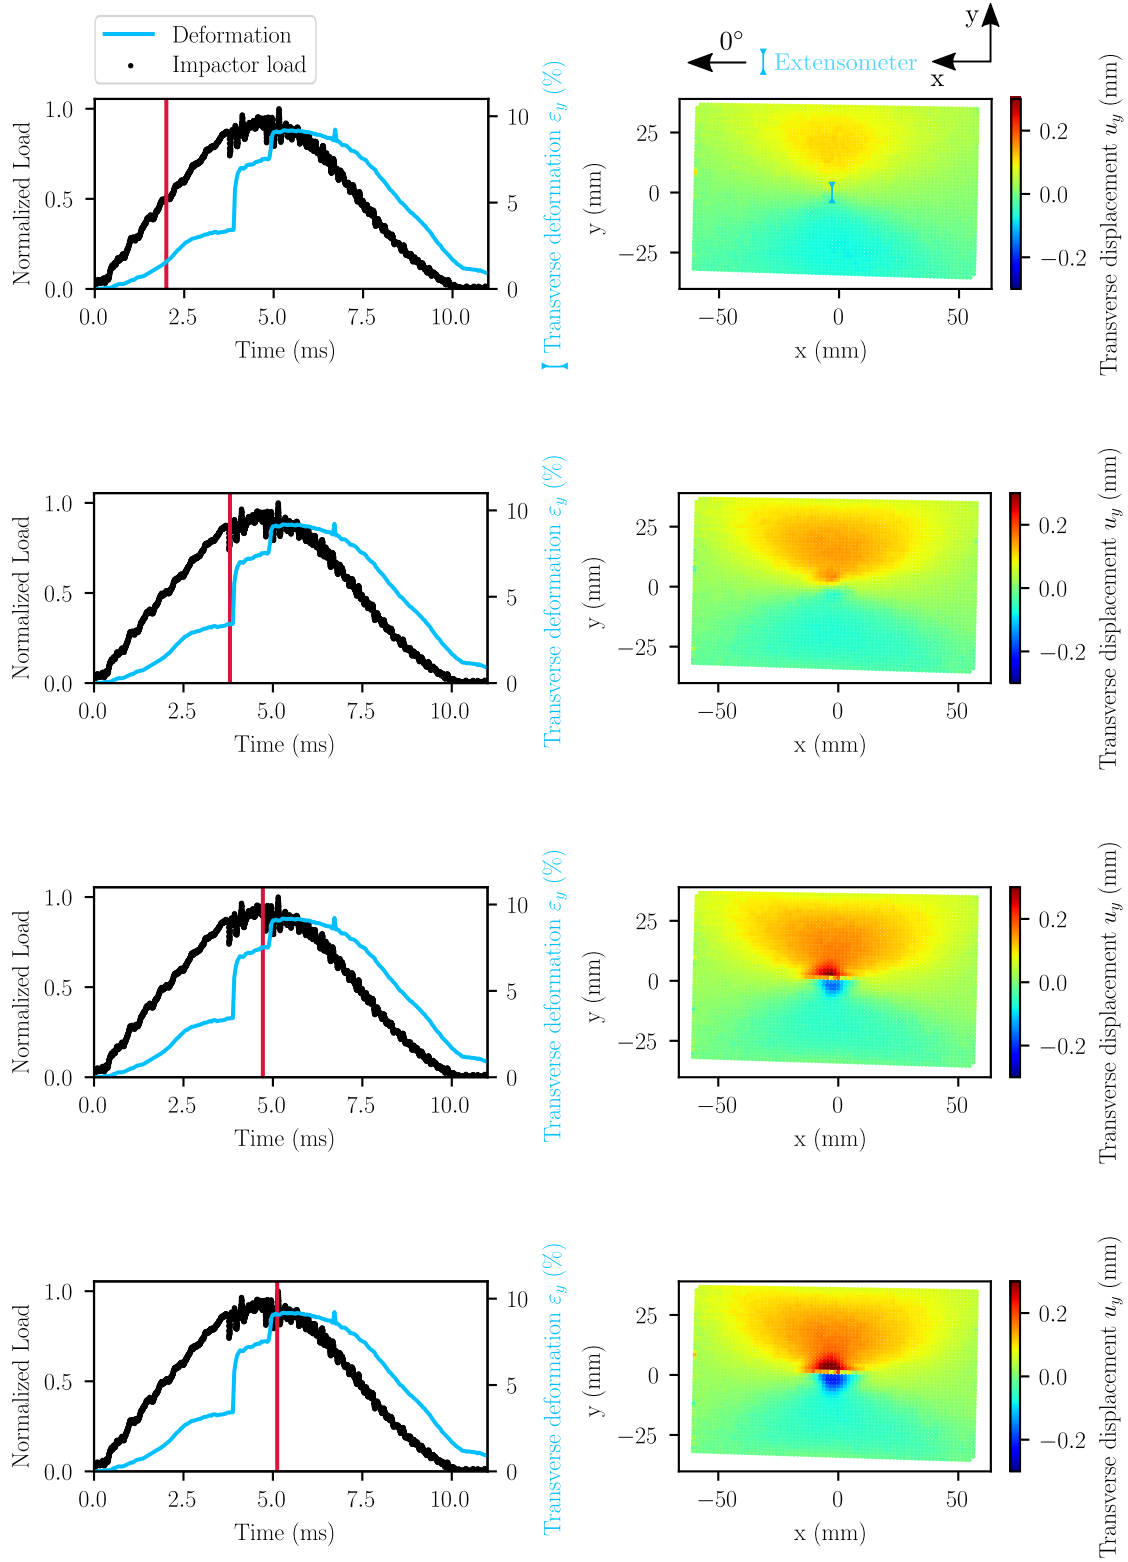 Deformation
Impactor load
0°
Extensometer
y
x
1.0
0.5
0.0
Normalized Load
0.0 2.5 5.0 7.5 10.0
Time (ms)
10
5
0
Transverse deformation εy (%)
25
0
−25
y (mm)
−50 0 50
x (mm)
0.2
0.0
−0.2
Transverse displacement uy (mm)
1.0
0.5
0.0
Normalized Load
0.0 2.5 5.0 7.5 10.0
Time (ms)
10
5
0
Transverse deformation εy (%)
25
0
−25
y (mm)
−50 0 50
x (mm)
0.2
0.0
−0.2
Transverse displacement uy (mm)
1.0
0.5
0.0
Normalized Load
0.0 2.5 5.0 7.5 10.0
Time (ms)
10
5
0
Transverse deformation εy (%)
25
0
−25
y (mm)
−50 0 50
x (mm)
0.2
0.0
−0.2
Transverse displacement uy (mm)
1.0
0.5
0.0
Normalized Load
0.0 2.5 5.0 7.5 10.0
Time (ms)
10
5
0
Transverse deformation εy (%)
25
0
−25
y (mm)
−50 0 50
x (mm)
0.2
0.0
−0.2
Transverse displacement uy (mm)